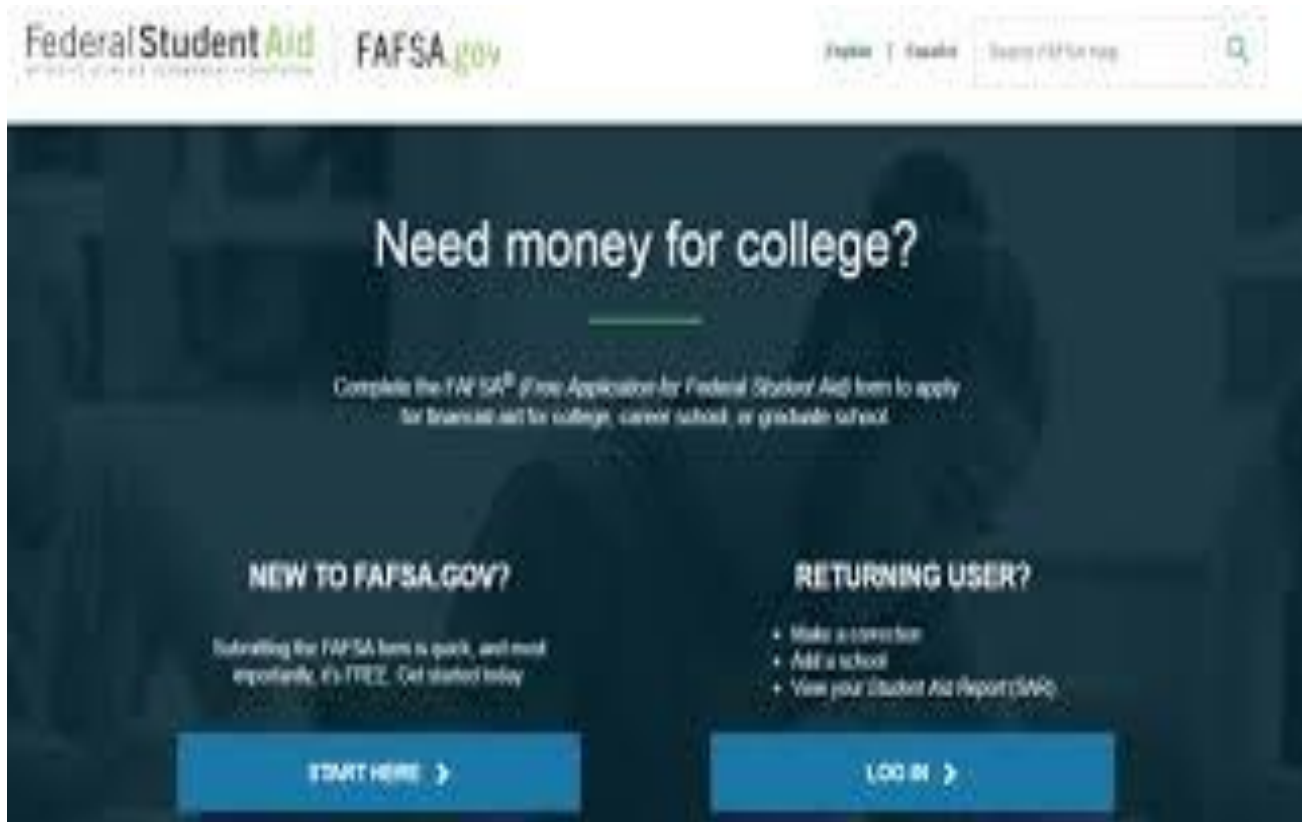 Federal Student Aid
FAFSA.gov
English | Español
Need money for college?
Complete the FAFSA® (Free Application for Federal Student Aid) form to apply
for financial aid for college, career school, or graduate school.
NEW TO FAFSA.GOV?
Submitting the FAFSA form is quick, and most
importantly, it's FREE. Get started today
START HERE
RETURNING USER?
• Make a correction
• Add a school
• View your Student Aid Report (SAR)
LOG IN